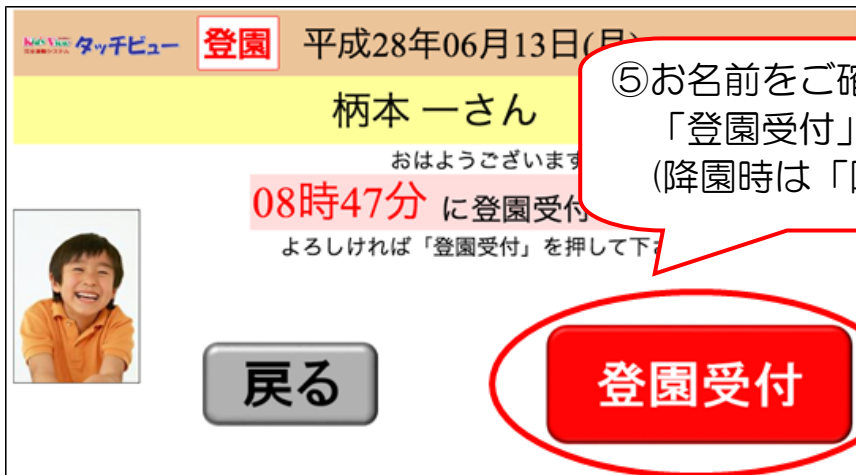 Kids View タッチビュー 登園 平成28年06月13日(月)
柄本 一さん
おはようございます
08時47分 に登園受付
よろしければ「登園受付」を押して下さ
⑤お名前をご確
「登園受付」
(降園時は「
戻る
登園受付